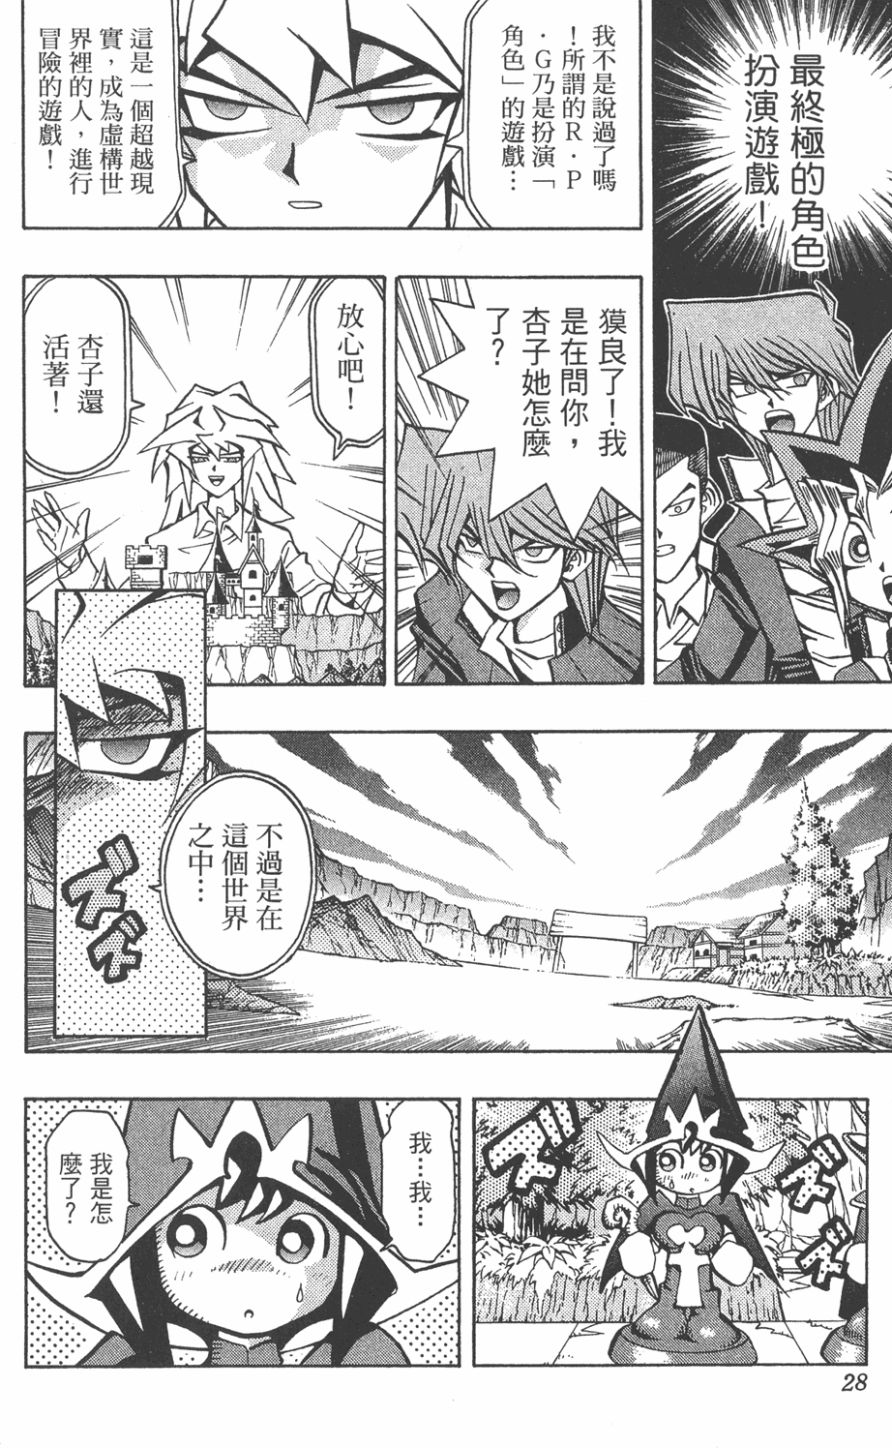 最終極的角色
扮演遊戲！
我不是說過了嗎
！所謂的R．P
．G乃是扮演「
角色」的遊戲…
這是一個超越現
實，成為虛構世
界裡的人，進行
冒險的遊戲！
獏良了！我
是在問你，
杏子她怎麼
了？
放心吧！
杏子還
活著！
不過是在
這個世界
之中…
ズズ
ズズズ
我…我…
我是怎
麼了？
28